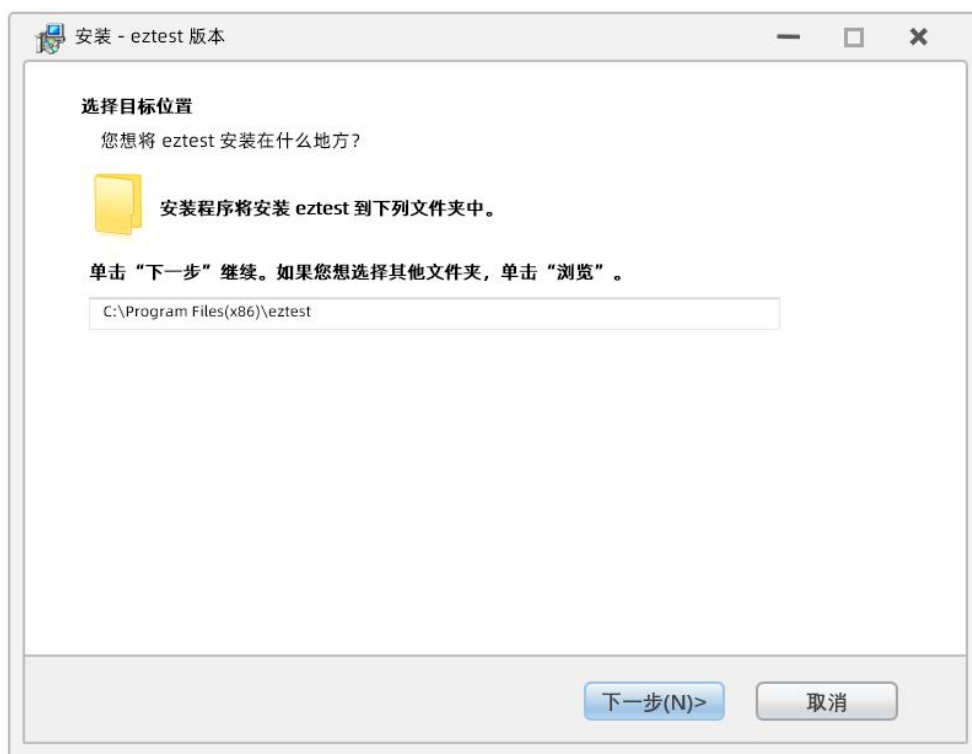 安装 - eztest 版本
选择目标位置
您想将 eztest 安装在什么地方?
安装程序将安装 eztest 到下列文件夹中。
单击“下一步”继续。如果您想选择其他文件夹，单击“浏览”。
C:\Program Files(x86)\eztest
下一步(N)>
取消